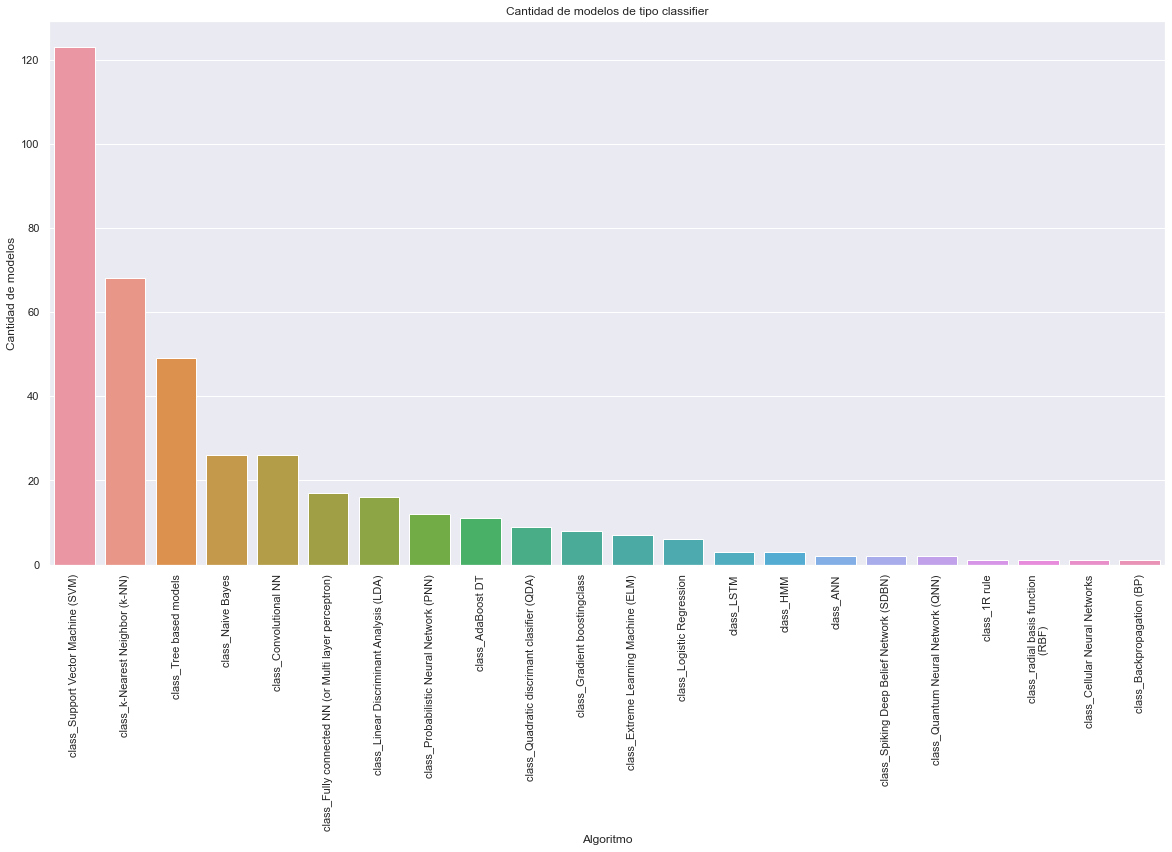 Cantidad de modelos de tipo classifier
Cantidad de modelos
120
100
80
60
40
20
0
class_Support Vector Machine (SVM)
class_k-Nearest Neighbor (k-NN)
class_Tree based models
class_Naive Bayes
class_Convolutional NN
class_Fully connected NN (or Multi layer perceptron)
class_Linear Discriminant Analysis (LDA)
class_Probabilistic Neural Network (PNN)
class_AdaBoost DT
class_Quadratic discrimant clasifier (QDA)
class_Gradient boostingclass
class_Extreme Learning Machine (ELM)
class_Logistic Regression
class_LSTM
class_HMM
class_ANN
class_Spiking Deep Belief Network (SDBN)
class_Quantum Neural Network (QNN)
class_1R rule
class_radial basis function
(RBF)
class_Cellular Neural Networks
class_Backpropagation (BP)
Algoritmo